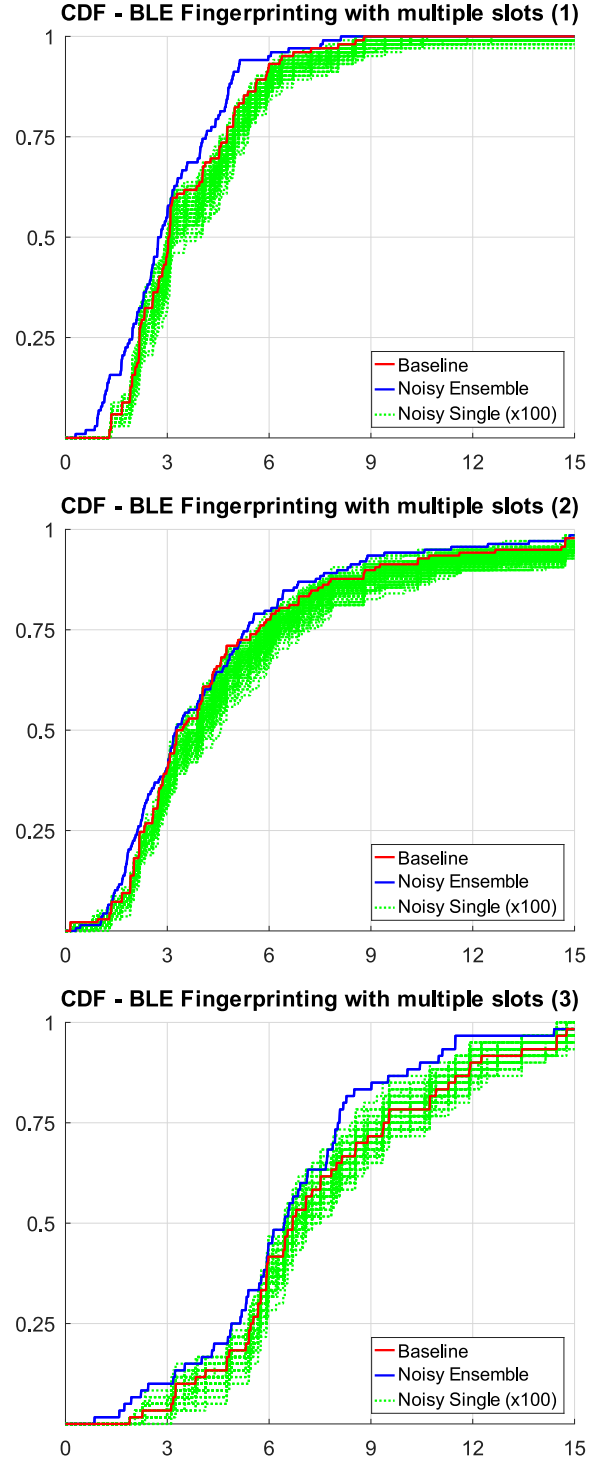 CDF - BLE Fingerprinting with multiple slots (1)
1
0.75
0.5
0.25
Baseline
Noisy Ensemble
Noisy Single (x100)
0 3 6 9 12 15
CDF - BLE Fingerprinting with multiple slots (2)
1
0.75
0.5
0.25
Baseline
Noisy Ensemble
Noisy Single (x100)
0 3 6 9 12 15
CDF - BLE Fingerprinting with multiple slots (3)
1
0.75
0.5
0.25
Baseline
Noisy Ensemble
Noisy Single (x100)
0 3 6 9 12 15